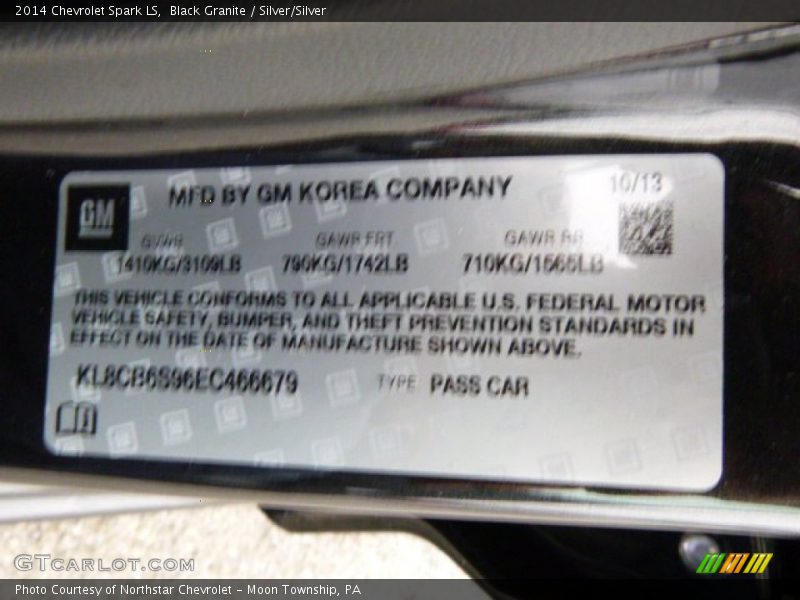 2014 Chevrolet Spark LS, Black Granite / Silver/Silver
GM
MFD BY GM KOREA COMPANY
10/13
GVWR GAWR FRT GAWR RR
1410KG/3109LB 790KG/1742LB 710KG/1565LB
THIS VEHICLE CONFORMS TO ALL APPLICABLE U.S. FEDERAL MOTOR
VEHICLE SAFETY, BUMPER, AND THEFT PREVENTION STANDARDS IN
EFFECT ON THE DATE OF MANUFACTURE SHOWN ABOVE.
KL8CB6S96EC466679 TYPE: PASS CAR
GTcarlot.com
Photo Courtesy of Northstar Chevrolet - Moon Township, PA